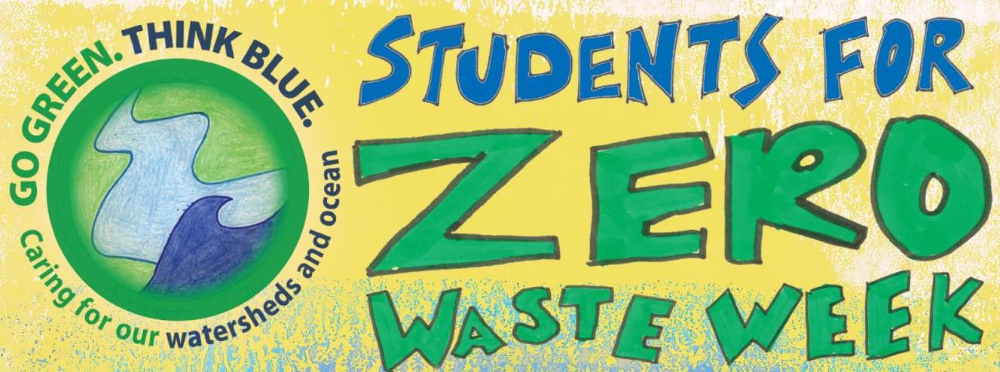 GO GREEN. THINK BLUE.
Caring for our watersheds and ocean
STUDENTS FOR
ZERO
WASTE WEEK